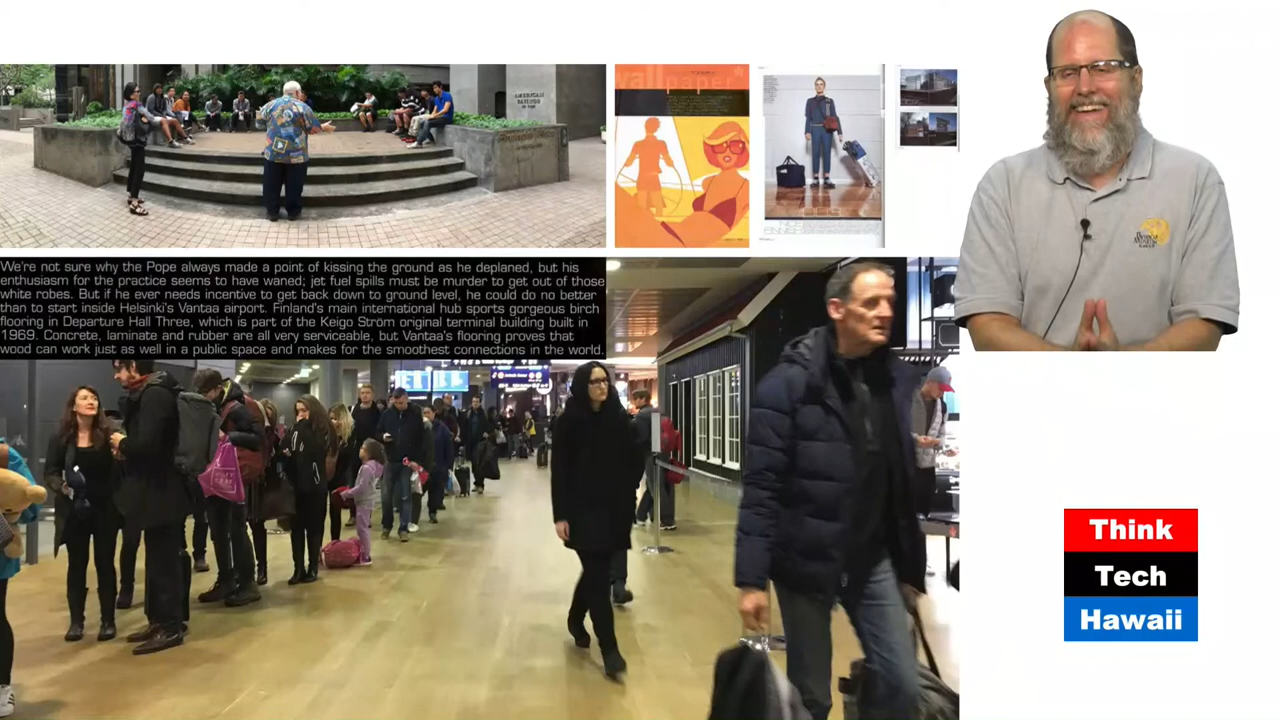 AMERICAN
SAVINGS
wallpaper*
We're not sure why the Pope always made a point of kissing the ground as he deplaned, but his
enthusiasm for the practice seems to have waned; jet fuel spills must be murder to get out of those
white robes. But if he ever needs incentive to get back down to ground level, he could do no better
than to start inside Helsinki's Vantaa airport. Finland's main international hub sports gorgeous birch
flooring in Departure Hall Three, which is part of the Keigo Ström original terminal building built in
1969. Concrete, laminate and rubber are all very serviceable, but Vantaa's flooring proves that
wood can work just as well in a public space and makes for the smoothest connections in the world.
Think
Tech
Hawaii